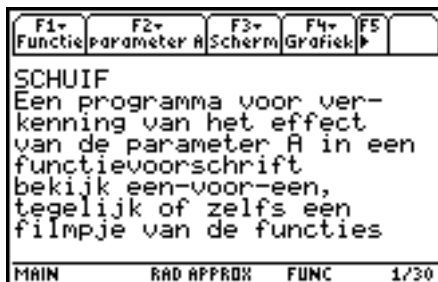 F1▾ F2▾ F3▾ F4▾ F5
Functie parameter A Scherm Grafiek ▶
SCHUIF
Een programma voor ver-
kenning van het effect
van de parameter A in een
functievoorschrift
bekijk een-voor-een,
tegelijk of zelfs een
filmpje van de functies
MAIN RAD APPROX FUNC 1/30